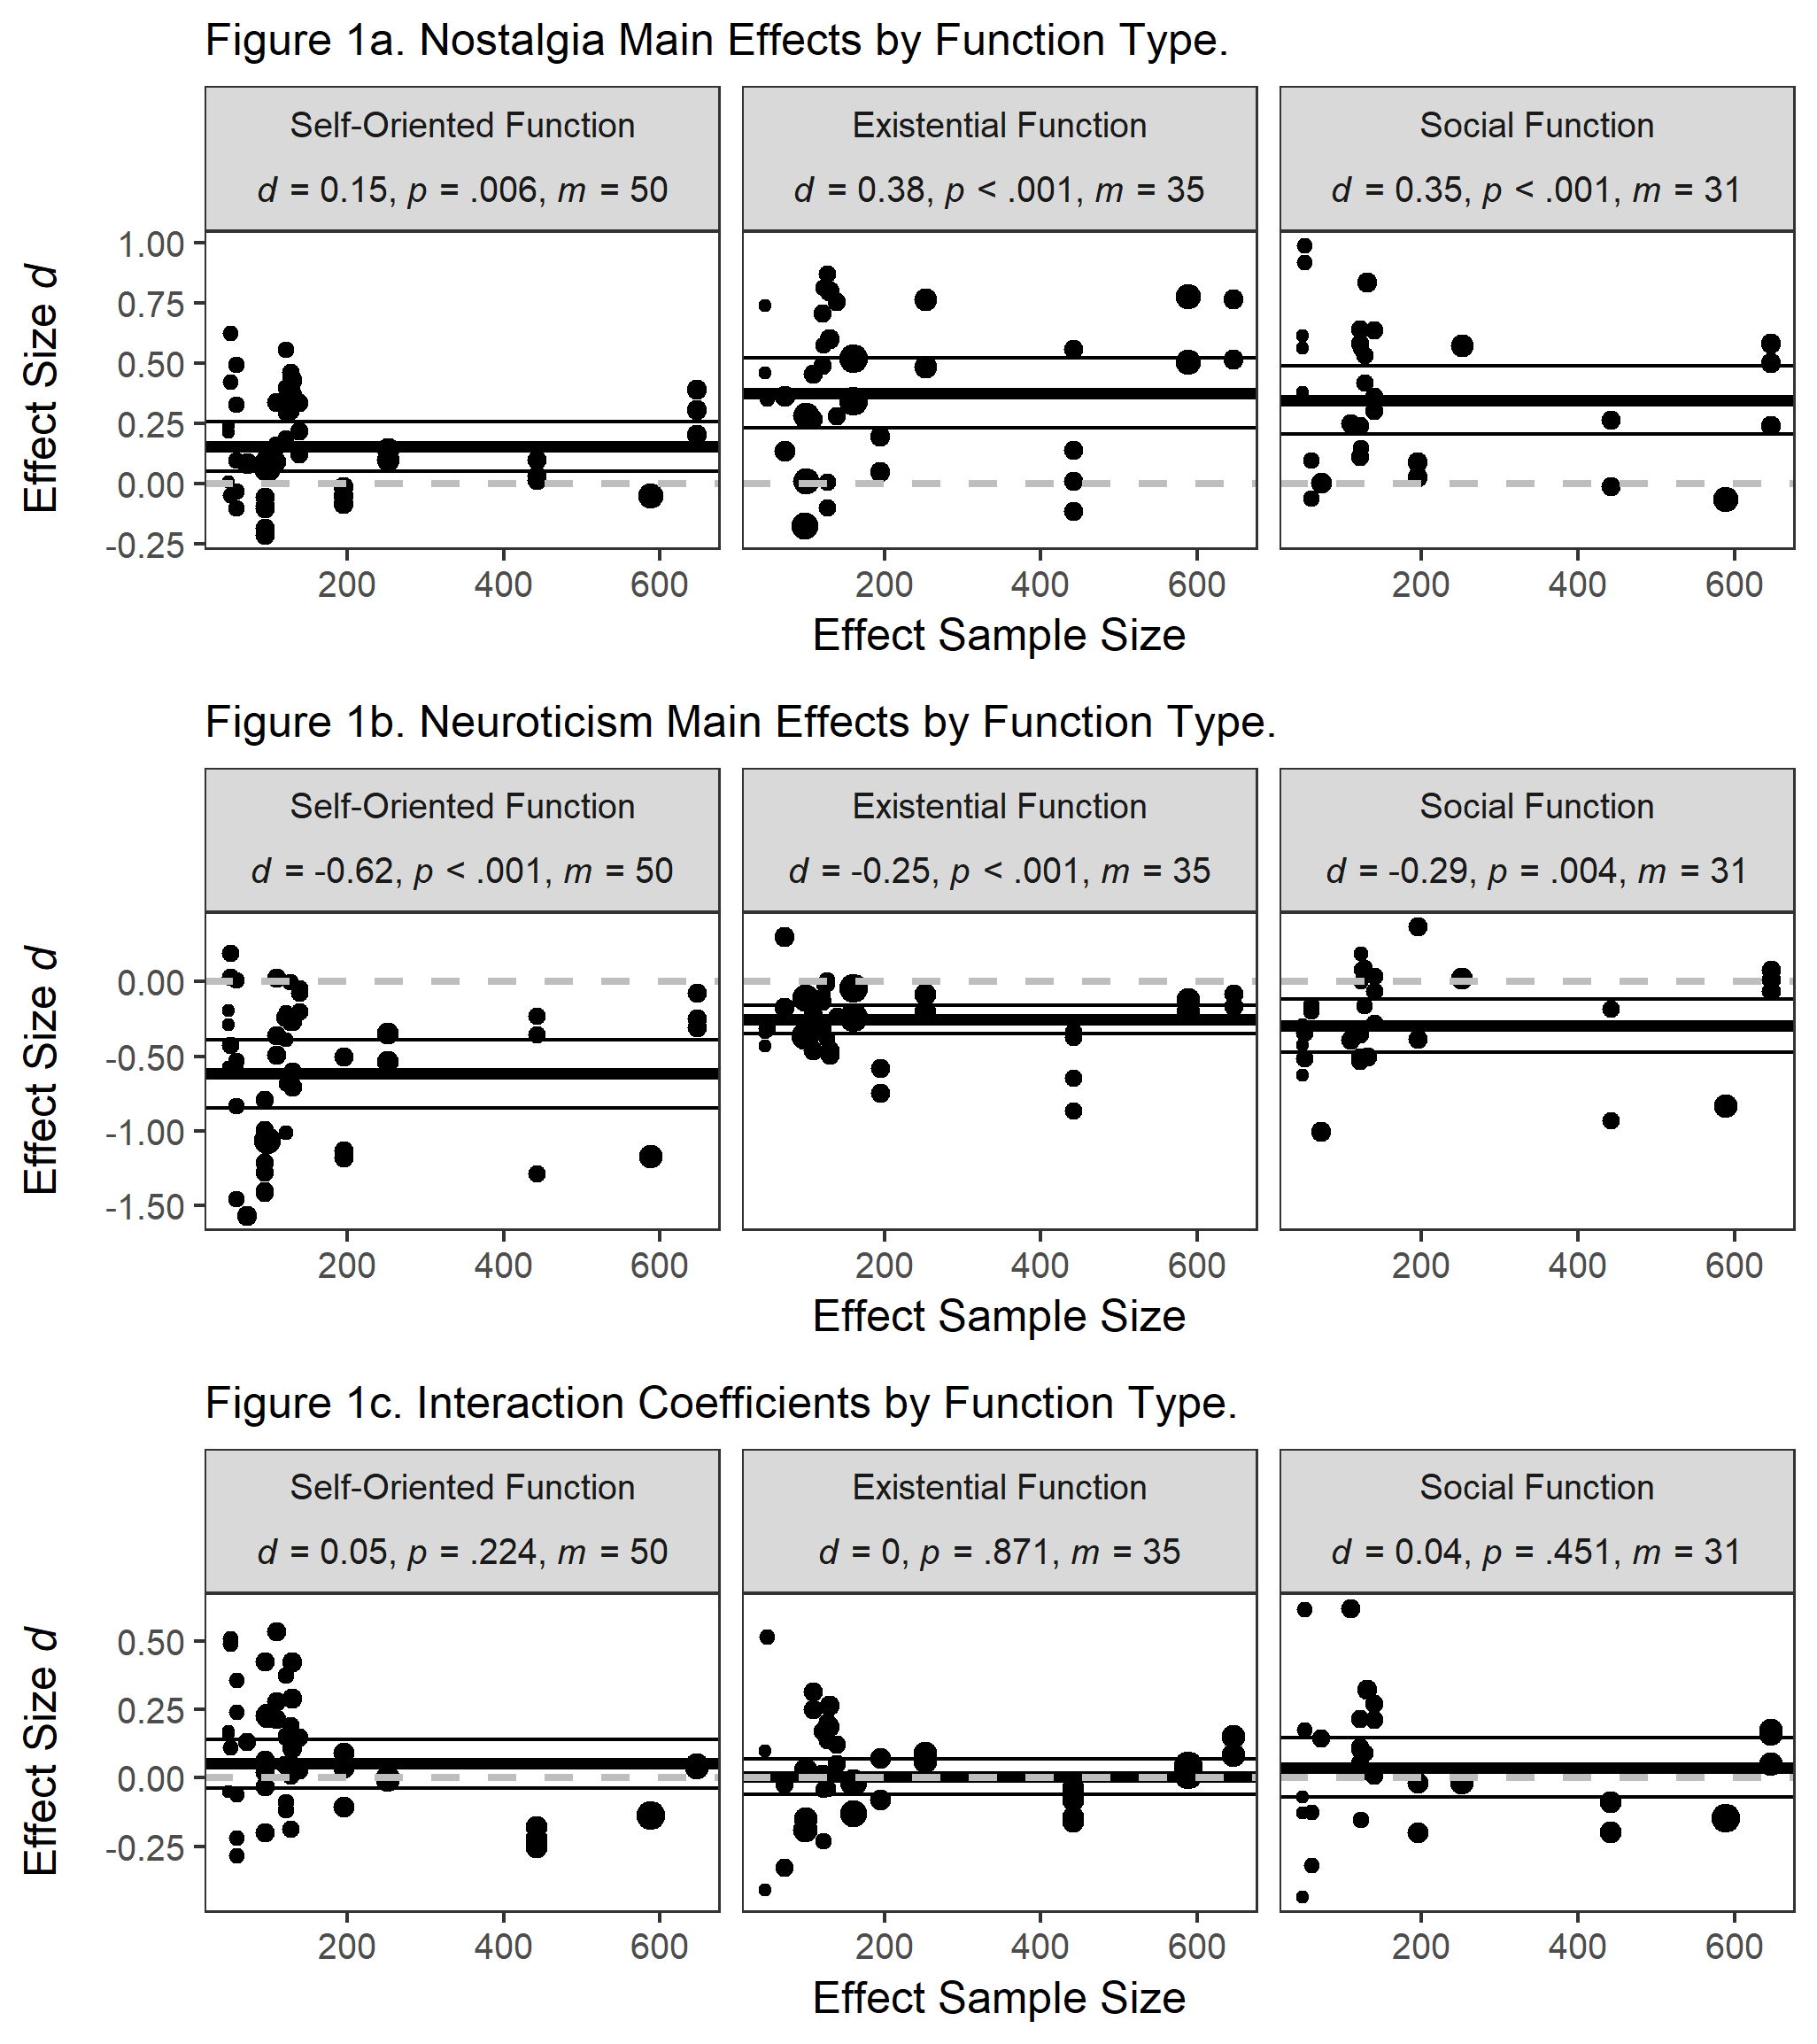 Figure 1a. Nostalgia Main Effects by Function Type.
Self-Oriented Function
d = 0.15, p = .006, m = 50
Existential Function
d = 0.38, p < .001, m = 35
Social Function
d = 0.35, p < .001, m = 31
Effect Size d
1.00
0.75
0.50
0.25
0.00
-0.25
200 400 600
200 400 600
200 400 600
Effect Sample Size
Figure 1b. Neuroticism Main Effects by Function Type.
Self-Oriented Function
d = -0.62, p < .001, m = 50
Existential Function
d = -0.25, p < .001, m = 35
Social Function
d = -0.29, p = .004, m = 31
Effect Size d
0.00
-0.50
-1.00
-1.50
200 400 600
200 400 600
200 400 600
Effect Sample Size
Figure 1c. Interaction Coefficients by Function Type.
Self-Oriented Function
d = 0.05, p = .224, m = 50
Existential Function
d = 0, p = .871, m = 35
Social Function
d = 0.04, p = .451, m = 31
Effect Size d
0.50
0.25
0.00
-0.25
200 400 600
200 400 600
200 400 600
Effect Sample Size